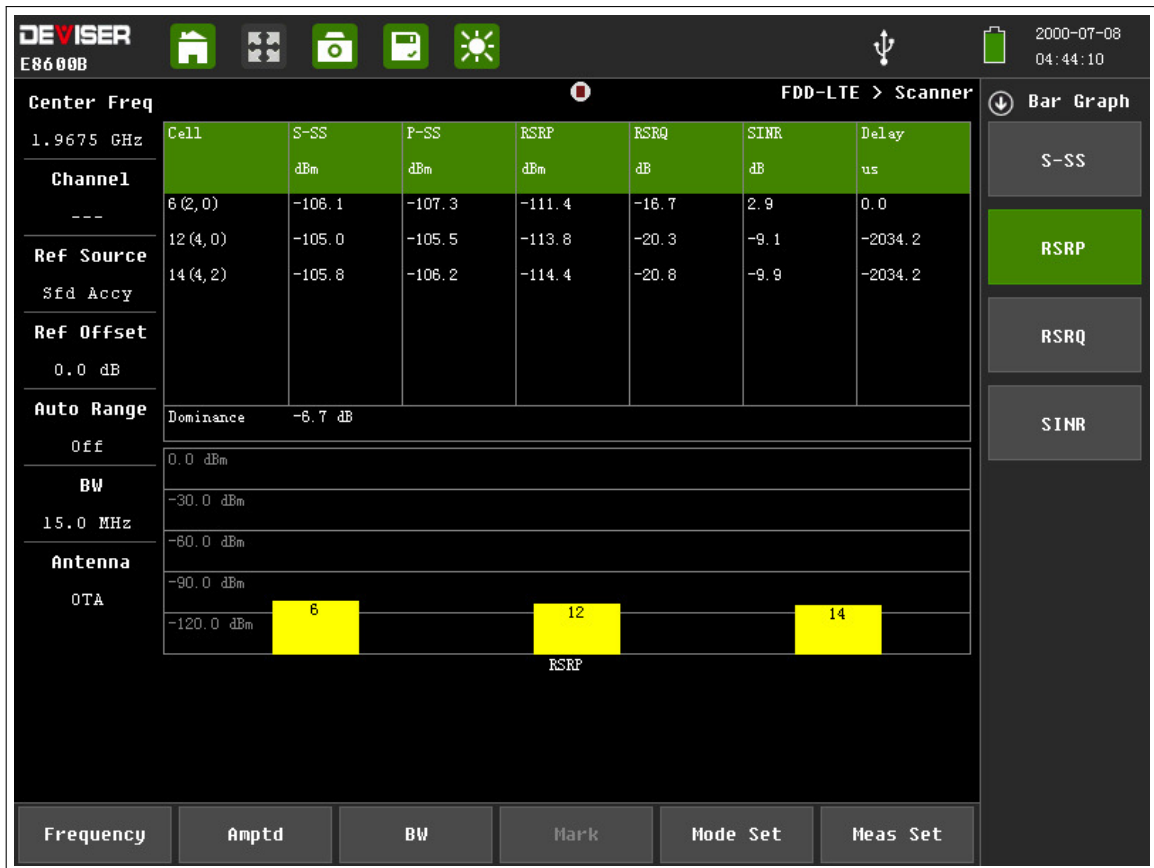 DEVISER
E8600B
2000-07-08
04:44:10
Center Freq
1.9675 GHz
Channel
---
Ref Source
Sfd Accy
Ref Offset
0.0 dB
Auto Range
Off
BW
15.0 MHz
Antenna
OTA
FDD-LTE > Scanner
Cell S-SS P-SS RSRP RSRQ SINR Delay
dBm dBm dBm dB dB us
6(2,0) -106.1 -107.3 -111.4 -16.7 2.9 0.0
12(4,0) -105.0 -105.5 -113.8 -20.3 -9.1 -2034.2
14(4,2) -105.8 -106.2 -114.4 -20.8 -9.9 -2034.2
Dominance -6.7 dB
0.0 dBm
-30.0 dBm
-60.0 dBm
-90.0 dBm
-120.0 dBm
6
12
14
RSRP
Bar Graph
S-SS
RSRP
RSRQ
SINR
Frequency
Amptd
BW
Mark
Mode Set
Meas Set